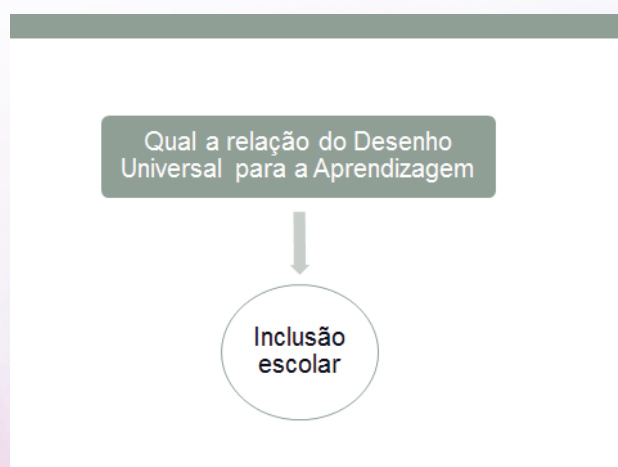 Qual a relação do Desenho
Universal para a Aprendizagem
Inclusão
escolar